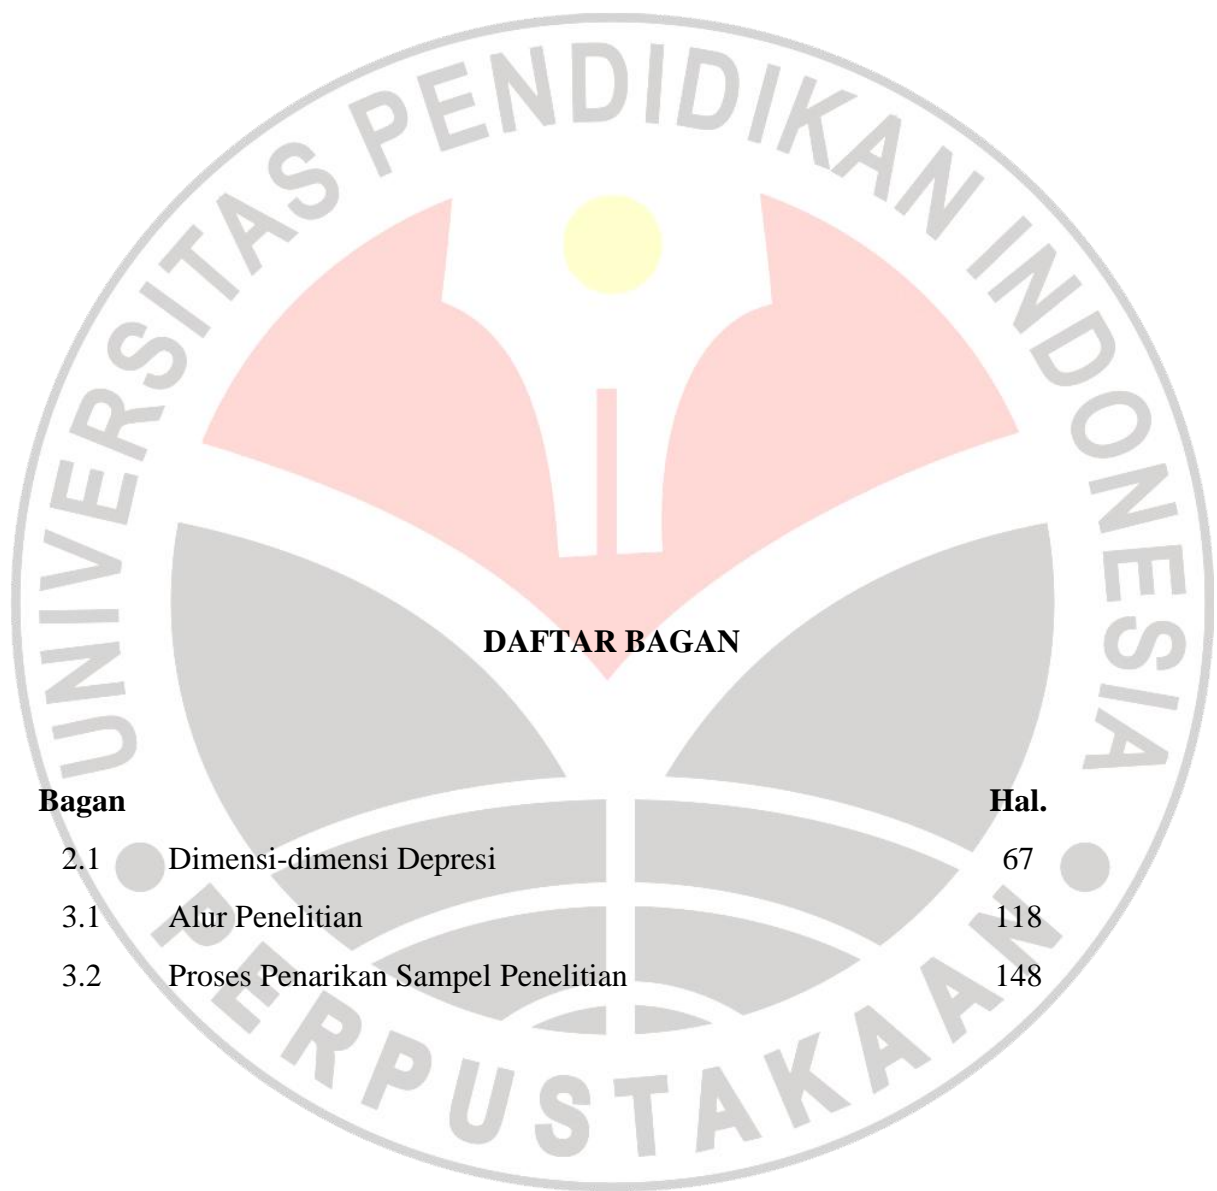 UNIVERSITAS PENDIDIKAN INDONESIA
DAFTAR BAGAN
Bagan Hal.
2.1 Dimensi-dimensi Depresi 67
3.1 Alur Penelitian 118
3.2 Proses Penarikan Sampel Penelitian 148
PERPUSTAKAAN